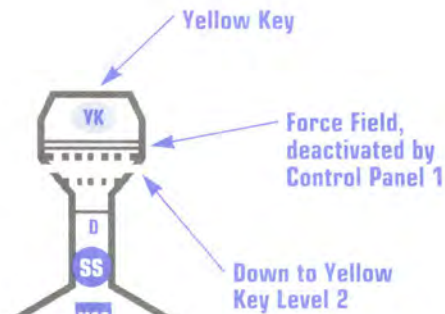 Yellow Key
YK
Force Field,
deactivated by
Control Panel 1
D
SS
Down to Yellow
Key Level 2